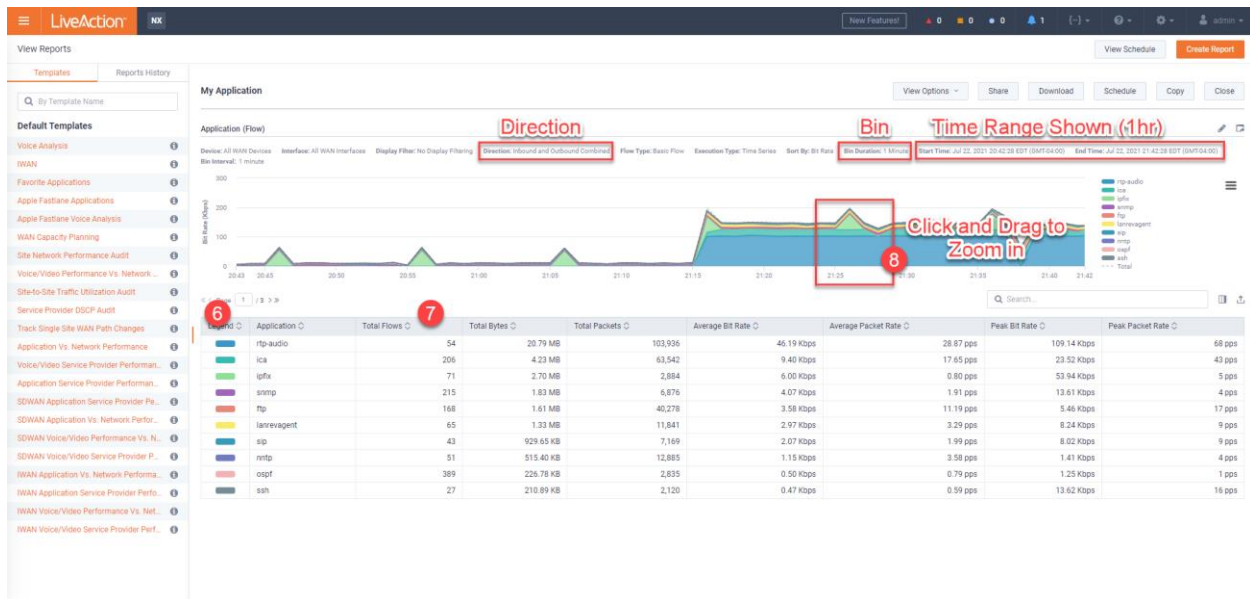 LiveAction NX New Features! 0 0 0 1 {-} admin
View Reports View Schedule Create Report
Templates Reports History
By Template Name
Default Templates
Voice Analysis
IWAN
Favorite Applications
Apple Fastlane Applications
Apple Fastlane Voice Analysis
WAN Capacity Planning
Site Network Performance Audit
Voice/Video Performance Vs. Network ...
Site-to-Site Traffic Utilization Audit
Service Provider DSCP Audit
Track Single Site WAN Path Changes
Application Vs. Network Performance
Voice/Video Service Provider Performan...
Application Service Provider Performan...
SDWAN Application Service Provider Pe...
SDWAN Application Vs. Network Perfor...
SDWAN Voice/Video Performance Vs. N...
SDWAN Voice/Video Service Provider P...
IWAN Application Vs. Network Performa...
IWAN Application Service Provider Perfo...
IWAN Voice/Video Performance Vs. Net...
IWAN Voice/Video Service Provider Perf...
My Application View Options Share Download Schedule Copy Close
Application (Flow)
Direction Bin Time Range Shown (1hr)
Device: All WAN Devices Interface: All WAN Interfaces Display Filter: No Display Filtering Direction: Inbound and Outbound Combined Flow Type: Basic Flow Execution Type: Time Series Sort By: Bit Rate Bin Duration: 1 Minute Start Time: Jul 22, 2021 20:42:28 EDT (GMT-04:00) End Time: Jul 22, 2021 21:42:28 EDT (GMT-04:00)
Bin Interval: 1 minute
Bit Rate (Kbps)
300
200
100
0
20:43 20:45 20:50 20:55 21:00 21:05 21:10 21:15 21:20 21:25 21:30 21:35 21:40 21:42
Click and Drag to
Zoom in
8
rtp-audio
ica
ipfix
snmp
ftp
lanrevagent
sip
nntp
ospf
ssh
Total
1 / 3 Search...
6 7
Legend Application Total Flows Total Bytes Total Packets Average Bit Rate Average Packet Rate Peak Bit Rate Peak Packet Rate
rtp-audio 54 20.79 MB 103,936 46.19 Kbps 28.87 pps 109.14 Kbps 68 pps
ica 206 4.23 MB 63,542 9.40 Kbps 17.65 pps 23.52 Kbps 43 pps
ipfix 71 2.70 MB 2,884 6.00 Kbps 0.80 pps 53.94 Kbps 5 pps
snmp 215 1.83 MB 6,876 4.07 Kbps 1.91 pps 13.61 Kbps 4 pps
ftp 168 1.61 MB 40,278 3.58 Kbps 11.19 pps 5.46 Kbps 17 pps
lanrevagent 65 1.33 MB 11,841 2.97 Kbps 3.29 pps 8.24 Kbps 9 pps
sip 43 929.65 KB 7,169 2.07 Kbps 1.99 pps 8.02 Kbps 9 pps
nntp 51 515.40 KB 12,885 1.15 Kbps 3.58 pps 1.41 Kbps 4 pps
ospf 389 226.78 KB 2,835 0.50 Kbps 0.79 pps 1.25 Kbps 1 pps
ssh 27 210.89 KB 2,120 0.47 Kbps 0.59 pps 13.62 Kbps 16 pps